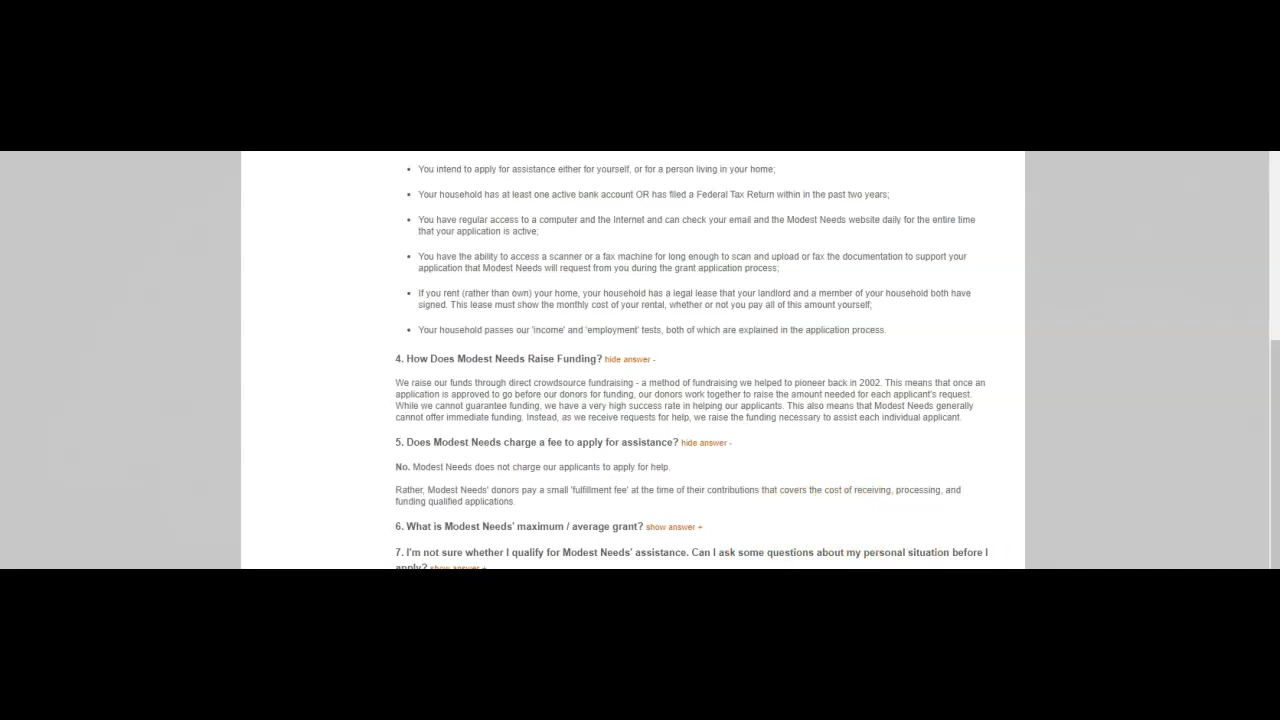 • You intend to apply for assistance either for yourself, or for a person living in your home;
• Your household has at least one active bank account OR has filed a Federal Tax Return within in the past two years;
• You have regular access to a computer and the Internet and can check your email and the Modest Needs website daily for the entire time
that your application is active;
• You have the ability to access a scanner or a fax machine for long enough to scan and upload or fax the documentation to support your
application that Modest Needs will request from you during the grant application process;
• If you rent (rather than own) your home, your household has a legal lease that your landlord and a member of your household both have
signed. This lease must show the monthly cost of your rental, whether or not you pay all of this amount yourself;
• Your household passes our 'income' and 'employment' tests, both of which are explained in the application process.
4. How Does Modest Needs Raise Funding? hide answer -
We raise our funds through direct crowdsource fundraising - a method of fundraising we helped to pioneer back in 2002. This means that once an
application is approved to go before our donors for funding, our donors work together to raise the amount needed for each applicant's request.
While we cannot guarantee funding, we have a very high success rate in helping our applicants. This also means that Modest Needs generally
cannot offer immediate funding. Instead, as we receive requests for help, we raise the funding necessary to assist each individual applicant.
5. Does Modest Needs charge a fee to apply for assistance? hide answer -
No. Modest Needs does not charge our applicants to apply for help.
Rather, Modest Needs' donors pay a small 'fulfillment fee' at the time of their contributions that covers the cost of receiving, processing, and
funding qualified applications.
6. What is Modest Needs' maximum / average grant? show answer +
7. I'm not sure whether I qualify for Modest Needs' assistance. Can I ask some questions about my personal situation before I
apply? show answer +